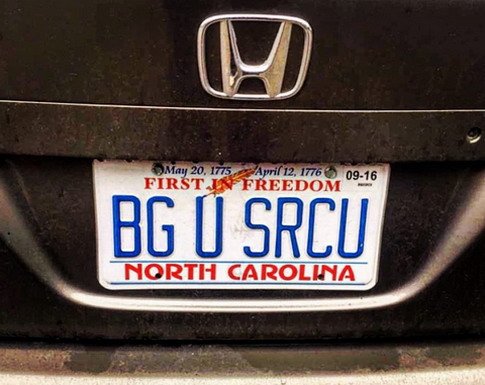 May 20, 1775 April 12, 1776
FIRST IN FREEDOM
09-16
BG U SRCU
NORTH CAROLINA